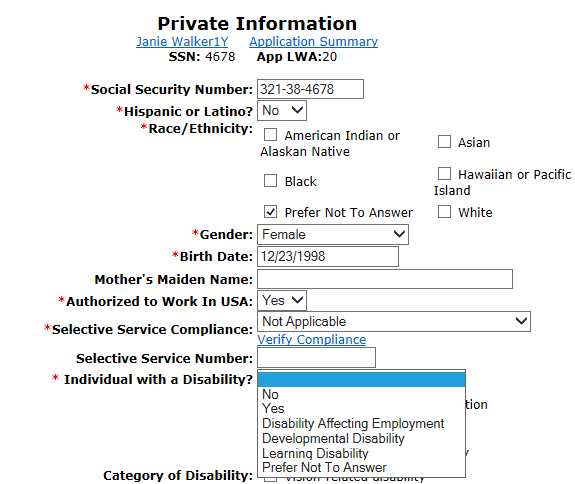 Private Information
Janie Walker1Y Application Summary
SSN: 4678 App LWA:20
*Social Security Number: 321-38-4678
*Hispanic or Latino? No
*Race/Ethnicity:
American Indian or Alaskan Native
Asian
Black
Hawaiian or Pacific Island
Prefer Not To Answer
White
*Gender: Female
*Birth Date: 12/23/1998
Mother's Maiden Name:
*Authorized to Work In USA: Yes
*Selective Service Compliance: Not Applicable
Verify Compliance
Selective Service Number:
* Individual with a Disability?
No
Yes
Disability Affecting Employment
Developmental Disability
Learning Disability
Prefer Not To Answer
Category of Disability: Vision related disability